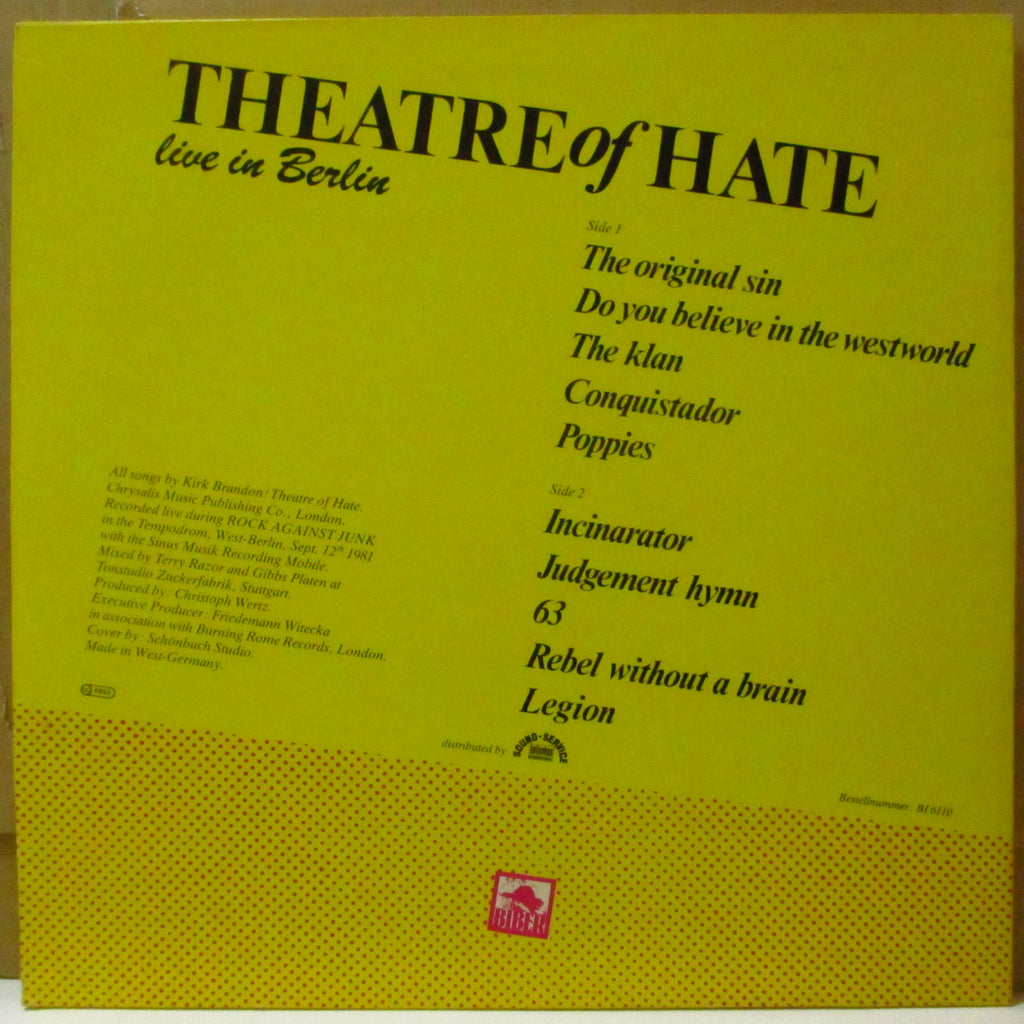 THEATRE of HATE
live in Berlin
Side 1
The original sin
Do you believe in the westworld
The klan
Conquistador
Poppies
Side 2
Incinarator
Judgement hymn
63
Rebel without a brain
Legion
All songs by Kirk Brandon/Theatre of Hate.
Chrysalis Music Publishing Co., London.
Recorded live during ROCK AGAINST JUNK
in the Tempodrom, West-Berlin, Sept. 12th 1981
with the Sinus Musik Recording Mobile.
Mixed by Terry Razor and Gibbs Platen at
Tonstudio Zuckerfabrik, Stuttgart.
Produced by: Christoph Wertz.
Executive Producer: Friedemann Witecka
in association with Burning Rome Records, London.
Cover by: Schönbuch Studio.
Made in West-Germany.
distributed by SOUND-SERVICE
Bestellnummer BI 6110
BIBER